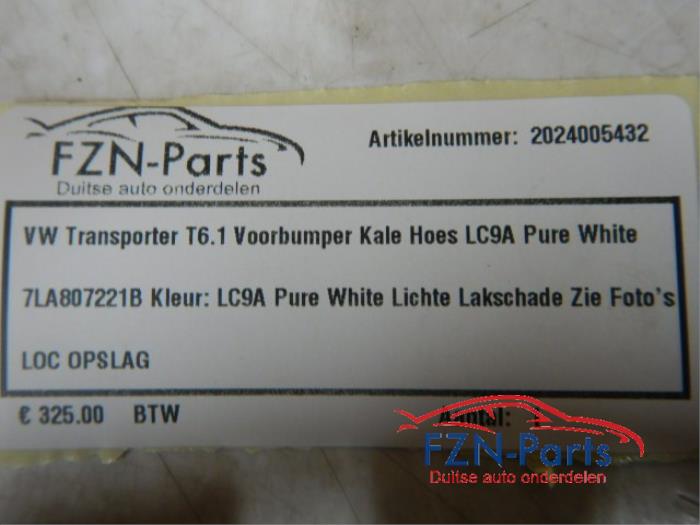 FZN-Parts
Duitse auto onderdelen
Artikelnummer: 2024005432
VW Transporter T6.1 Voorbumper Kale Hoes LC9A Pure White
7LA807221B Kleur: LC9A Pure White Lichte Lakschade Zie Foto's
LOC OPSLAG
€ 325.00 BTW
Aantal: 1
FZN-Parts
Duitse auto onderdelen